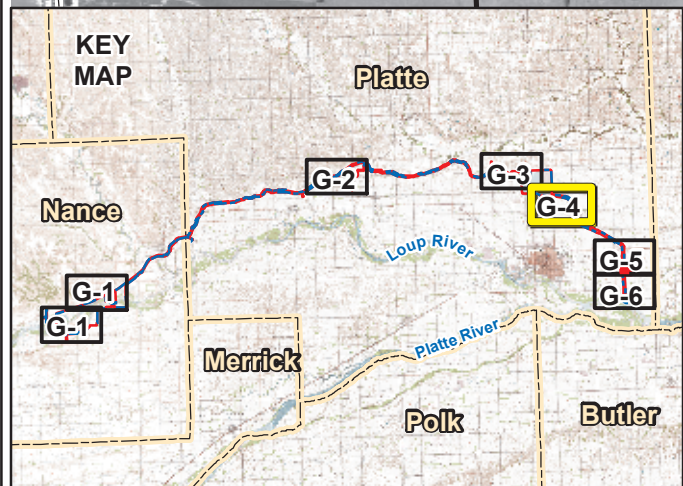 KEY
MAP
Platte
G-2
G-3
G-4
Nance
Loup River
G-5
G-1
G-6
G-1
Platte River
Merrick
Polk
Butler